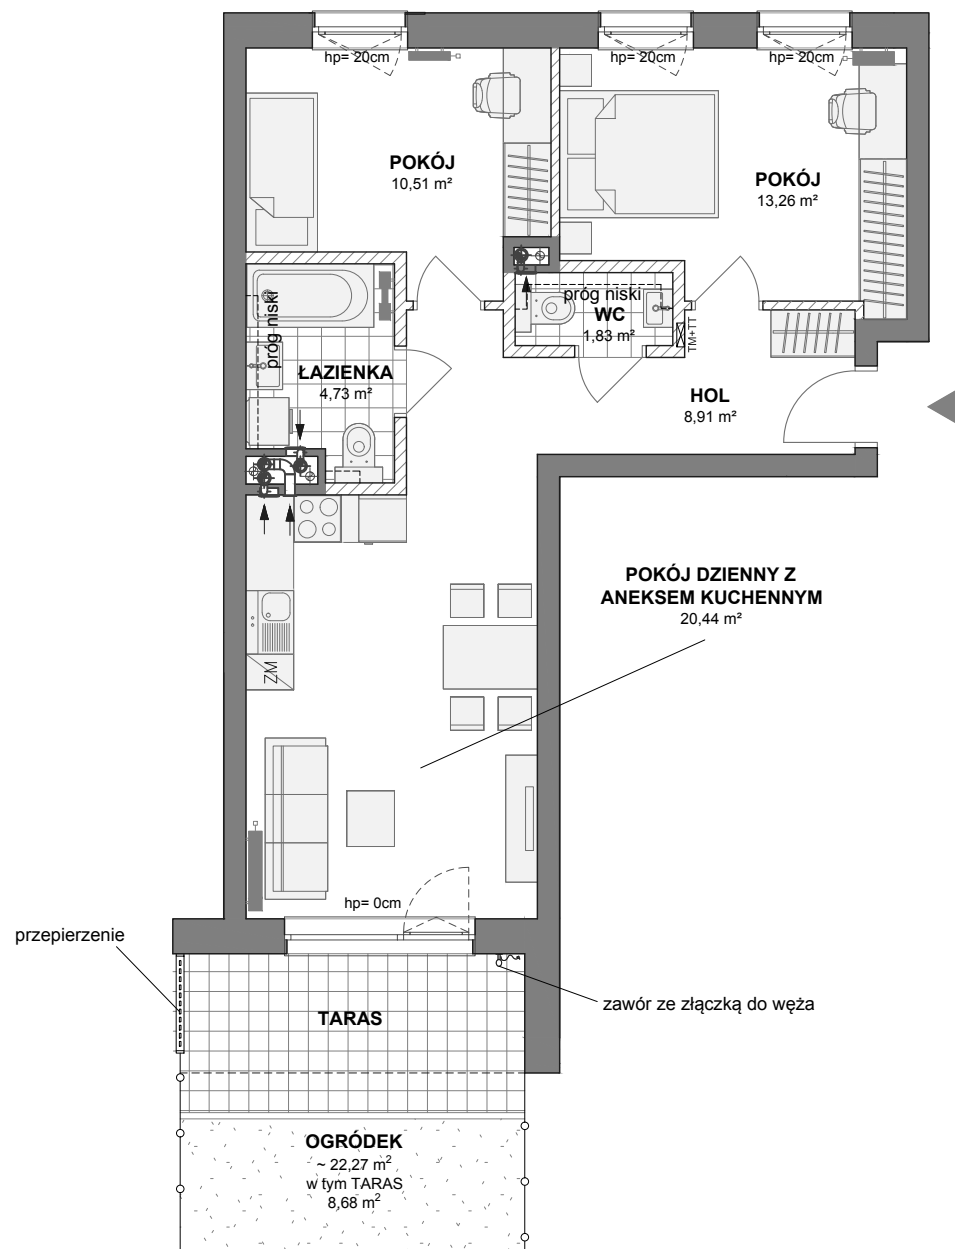 hp= 20cm
hp= 20cm
hp= 20cm
POKÓJ
10,51 m²
POKÓJ
13,26 m²
próg niski
WC
1,83 m²
TM+TT
próg niski
ŁAZIENKA
4,73 m²
HOL
8,91 m²
POKÓJ DZIENNY Z
ANEKSEM KUCHENNYM
20,44 m²
ZM
hp= 0cm
przepierzenie
zawór ze złączką do węża
TARAS
OGRÓDEK
~ 22,27 m²
w tym TARAS
8,68 m²